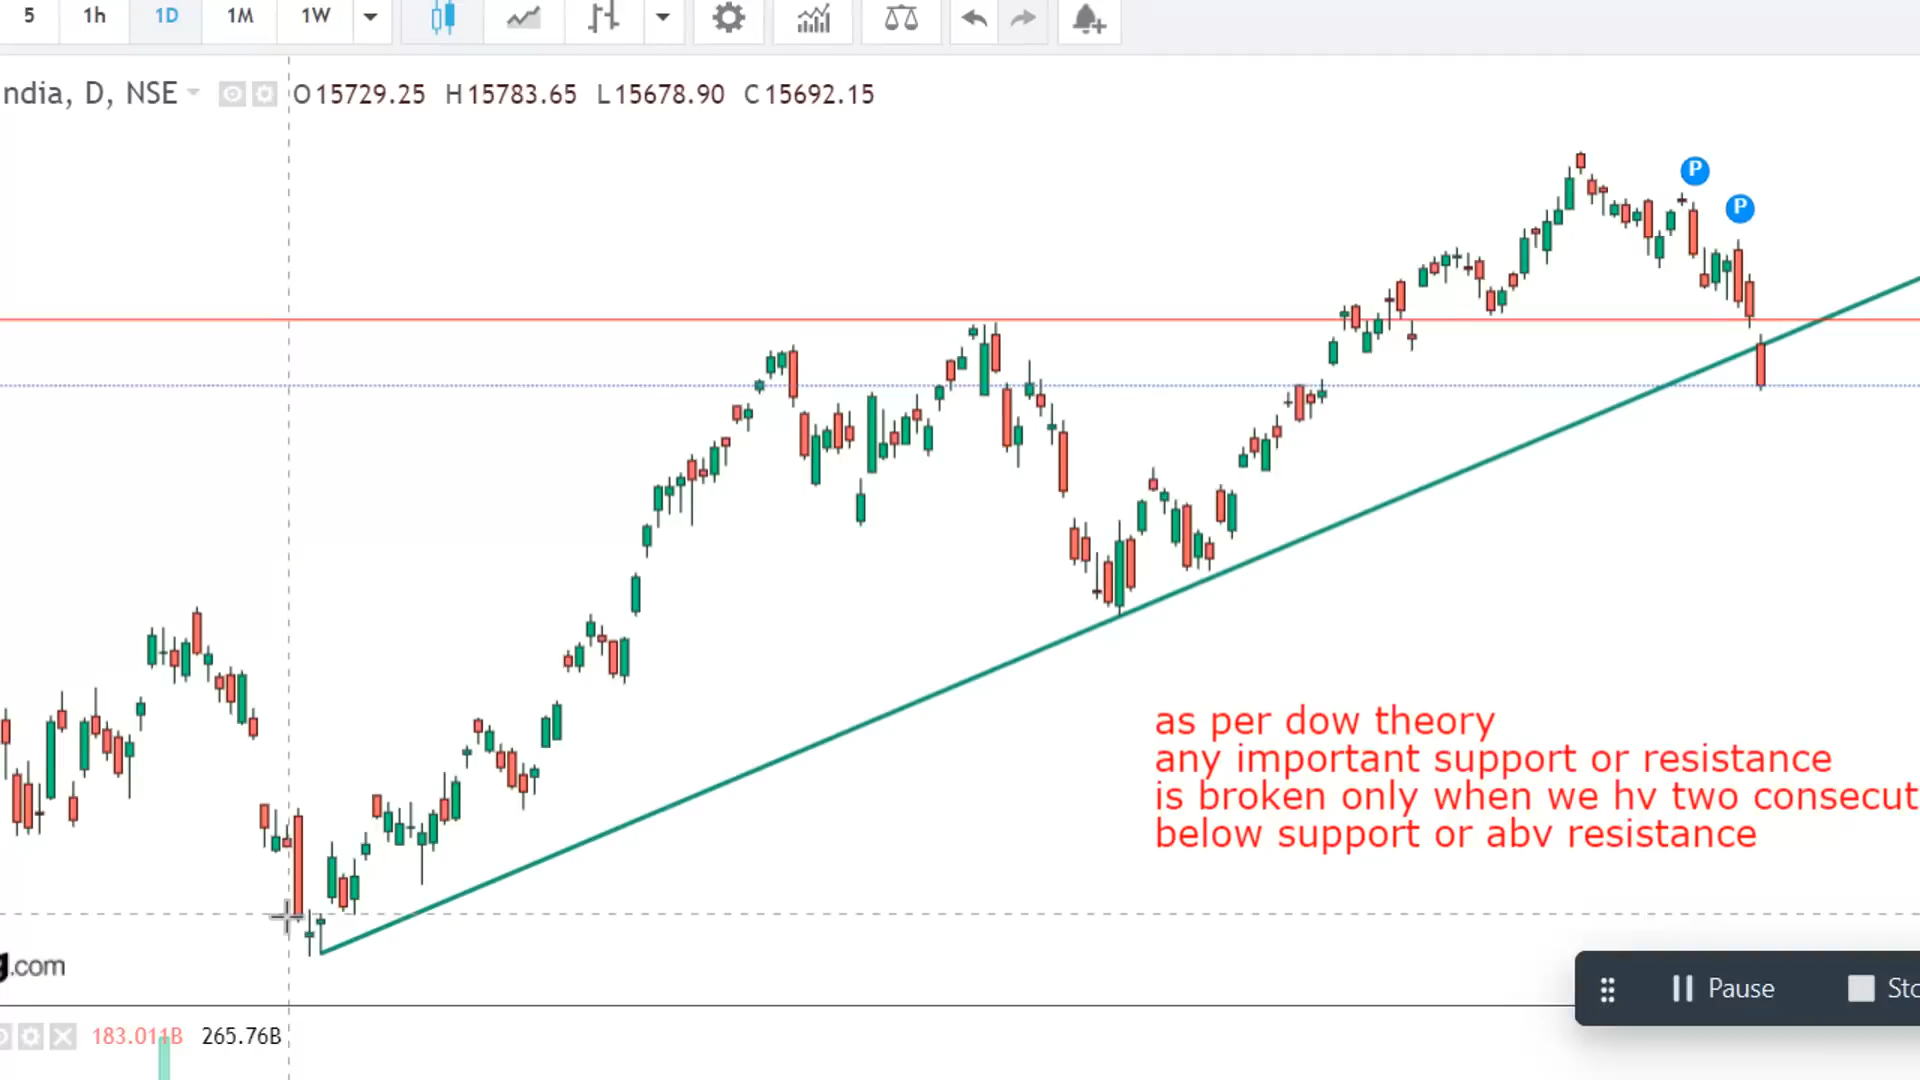 5 1h 1D 1M 1W
ndia, D, NSE O15729.25 H15783.65 L15678.90 C15692.15
P
P
as per dow theory
any important support or resistance
is broken only when we hv two consecut
below support or abv resistance
g.com
Pause Sto
183.011B 265.76B